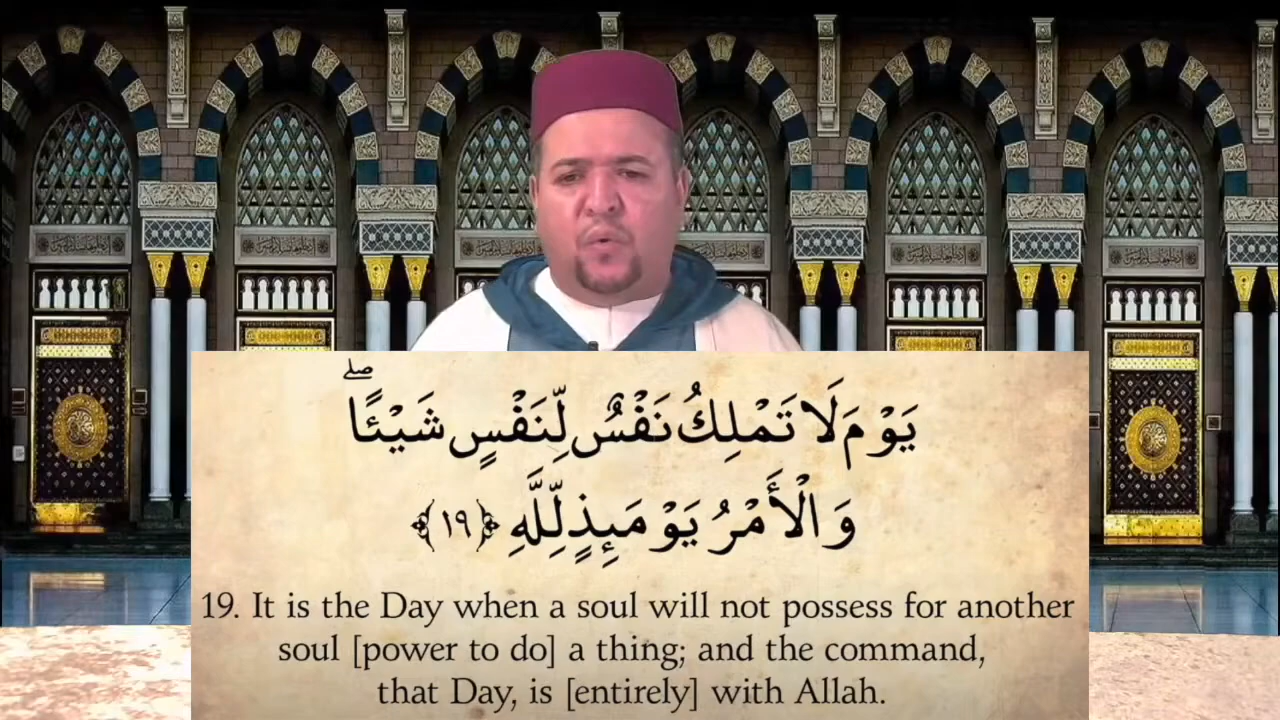 يَوْمَ لَا تَمْلِكُ نَفْسٌ لِّنَفْسٍ شَيْئًا ۖ
وَالْأَمْرُ يَوْمَئِذٍ لِّلَّهِ ﴿١٩﴾
19. It is the Day when a soul will not possess for another
soul [power to do] a thing; and the command,
that Day, is [entirely] with Allah.